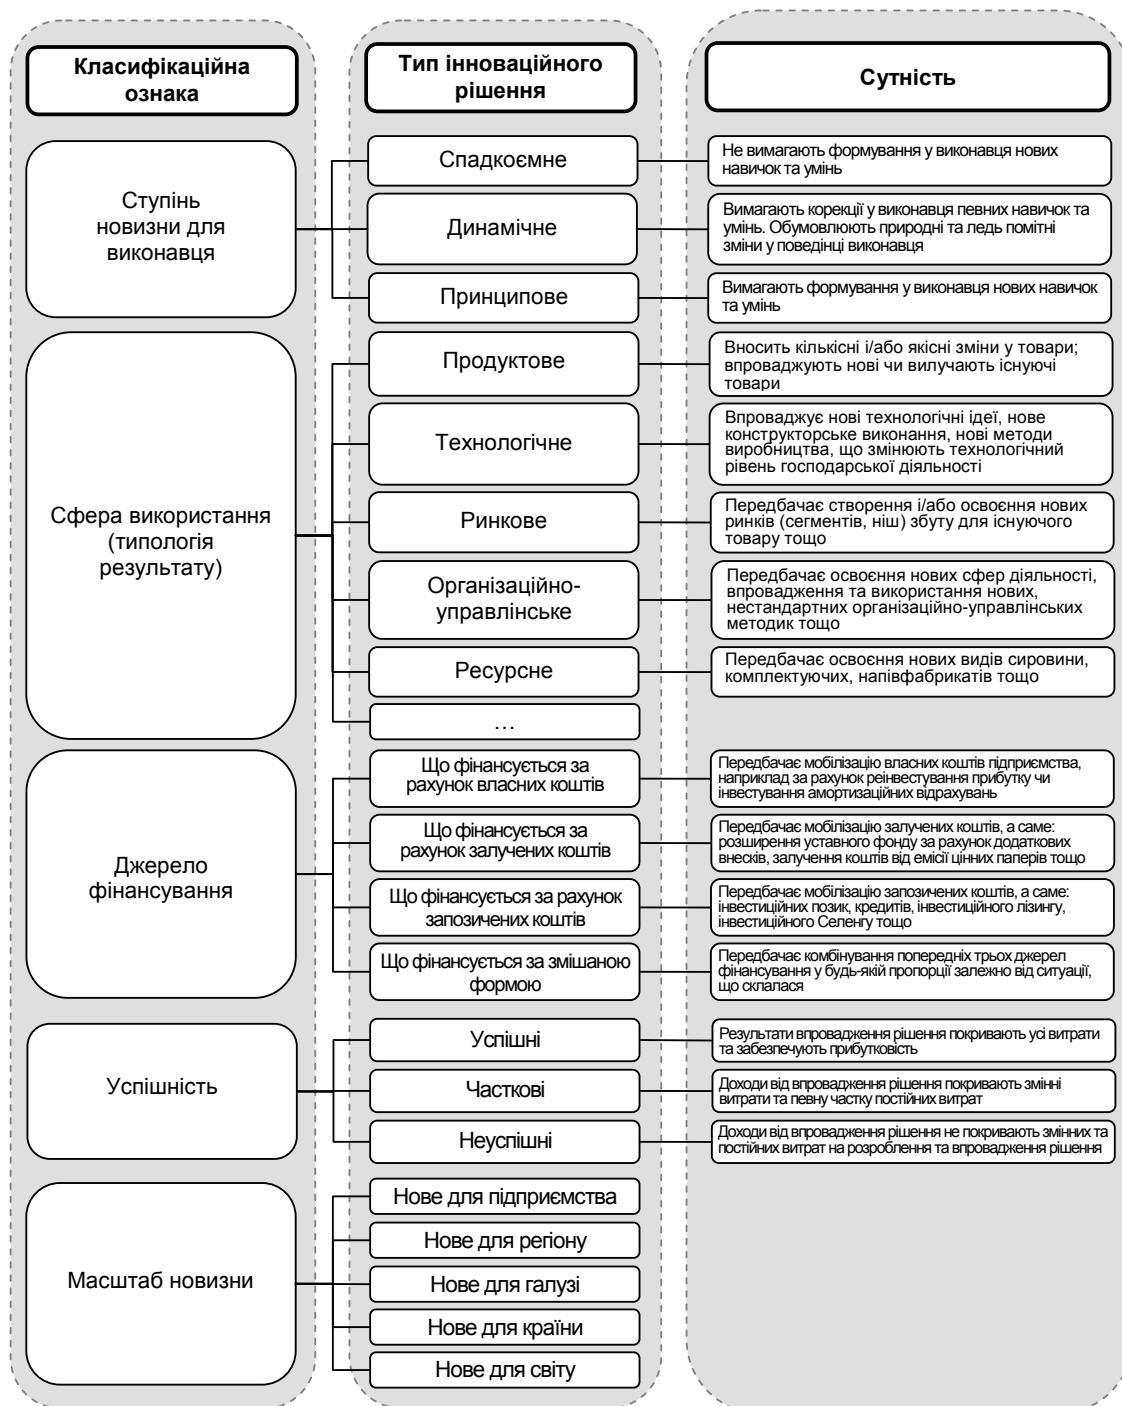 Класифікаційна
ознака
Тип інноваційного
рішення
Сутність
Ступінь
новизни для
виконавця
Спадкоємне
Не вимагають формування у виконавця нових
навичок та умінь
Динамічне
Вимагають корекції у виконавця певних навичок та
умінь. Обумовлюють природні та ледь помітні
зміни у поведінці виконавця
Принципове
Вимагають формування у виконавця нових навичок
та умінь
Сфера використання
(типологія
результату)
Продуктове
Вносить кількісні і/або якісні зміни у товари;
впроваджують нові чи вилучають існуючі
товари
Технологічне
Впроваджує нові технологічні ідеї, нове
конструкторське виконання, нові методи
виробництва, що змінюють технологічний
рівень господарської діяльності
Ринкове
Передбачає створення і/або освоєння нових
ринків (сегментів, ніш) збуту для існуючого
товару тощо
Організаційно-
управлінське
Передбачає освоєння нових сфер діяльності,
впровадження та використання нових,
нестандартних організаційно-управлінських
методик тощо
Ресурсне
Передбачає освоєння нових видів сировини,
комплектуючих, напівфабрикатів тощо
…
Джерело
фінансування
Що фінансується за
рахунок власних коштів
Передбачає мобілізацію власних коштів підприємства,
наприклад за рахунок реінвестування прибутку чи
інвестування амортизаційних відрахувань
Що фінансується за
рахунок залучених коштів
Передбачає мобілізацію залучених коштів, а саме:
розширення уставного фонду за рахунок додаткових
внесків, залучення коштів від емісії цінних паперів тощо
Що фінансується за рахунок
запозичених коштів
Передбачає мобілізацію запозичених коштів, а саме:
інвестиційних позик, кредитів, інвестиційного лізингу,
інвестиційного Селенгу тощо
Що фінансується за змішаною
формою
Передбачає комбінування попередніх трьох джерел
фінансування у будь-якій пропорції залежно від ситуації,
що склалася
Успішність
Успішні
Результати впровадження рішення покривають усі витрати
та забезпечують прибутковість
Часткові
Доходи від впровадження рішення покривають змінні
витрати та певну частку постійних витрат
Неуспішні
Доходи від впровадження рішення не покривають змінних та
постійних витрат на розроблення та впровадження рішення
Масштаб новизни
Нове для підприємства
Нове для регіону
Нове для галузі
Нове для країни
Нове для світу